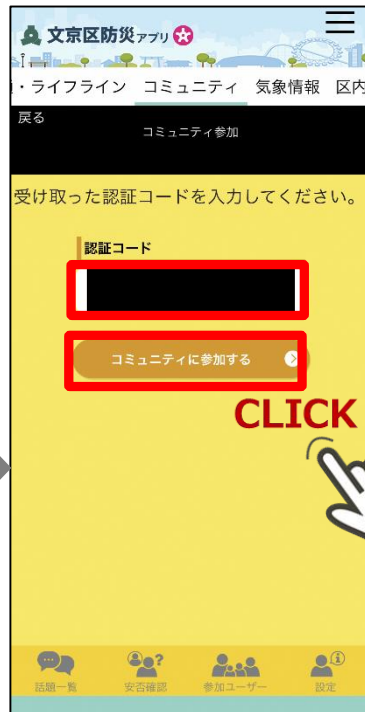 文京区防災アプリ
・ライフライン コミュニティ 気象情報 区内
戻る
コミュニティ参加
受け取った認証コードを入力してください。
認証コード
コミュニティに参加する
CLICK
話題一覧 安否確認 参加ユーザー 設定